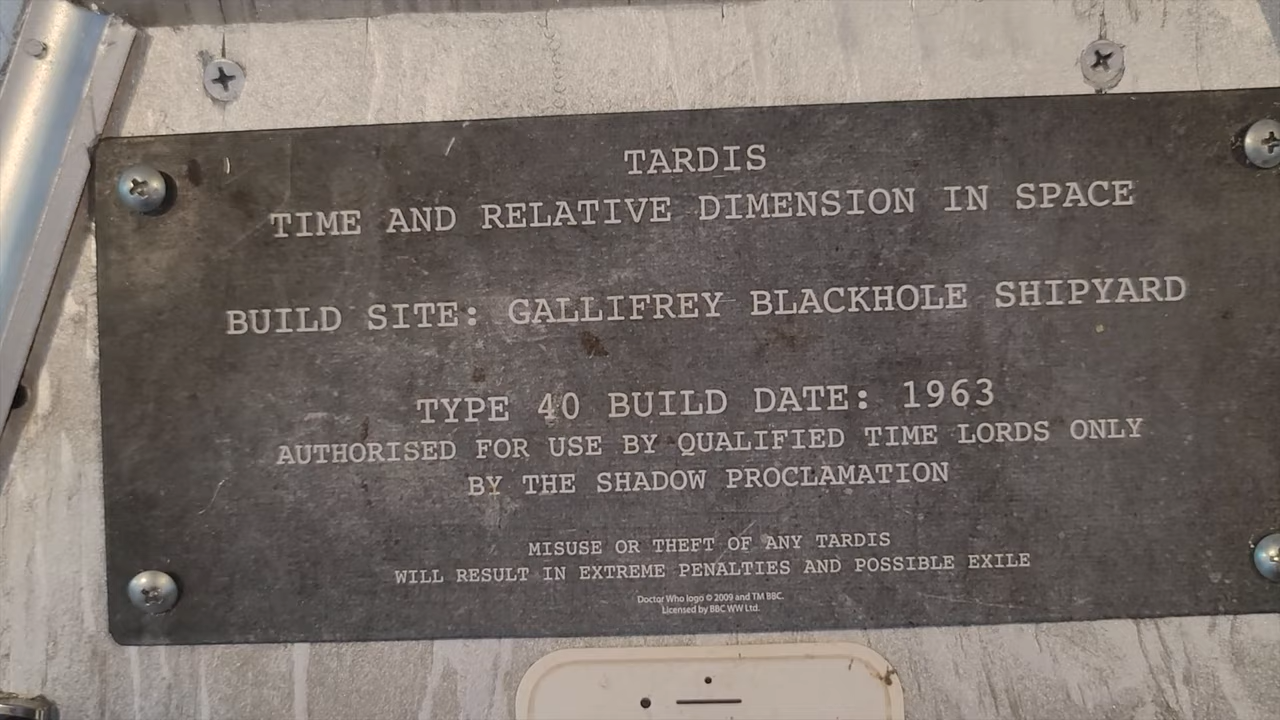 TARDIS
TIME AND RELATIVE DIMENSION IN SPACE
BUILD SITE: GALLIFREY BLACKHOLE SHIPYARD
TYPE 40 BUILD DATE: 1963
AUTHORISED FOR USE BY QUALIFIED TIME LORDS ONLY
BY THE SHADOW PROCLAMATION
MISUSE OR THEFT OF ANY TARDIS
WILL RESULT IN EXTREME PENALTIES AND POSSIBLE EXILE
Doctor Who logo © 2009 and TM BBC.
Licensed by BBC WW Ltd.